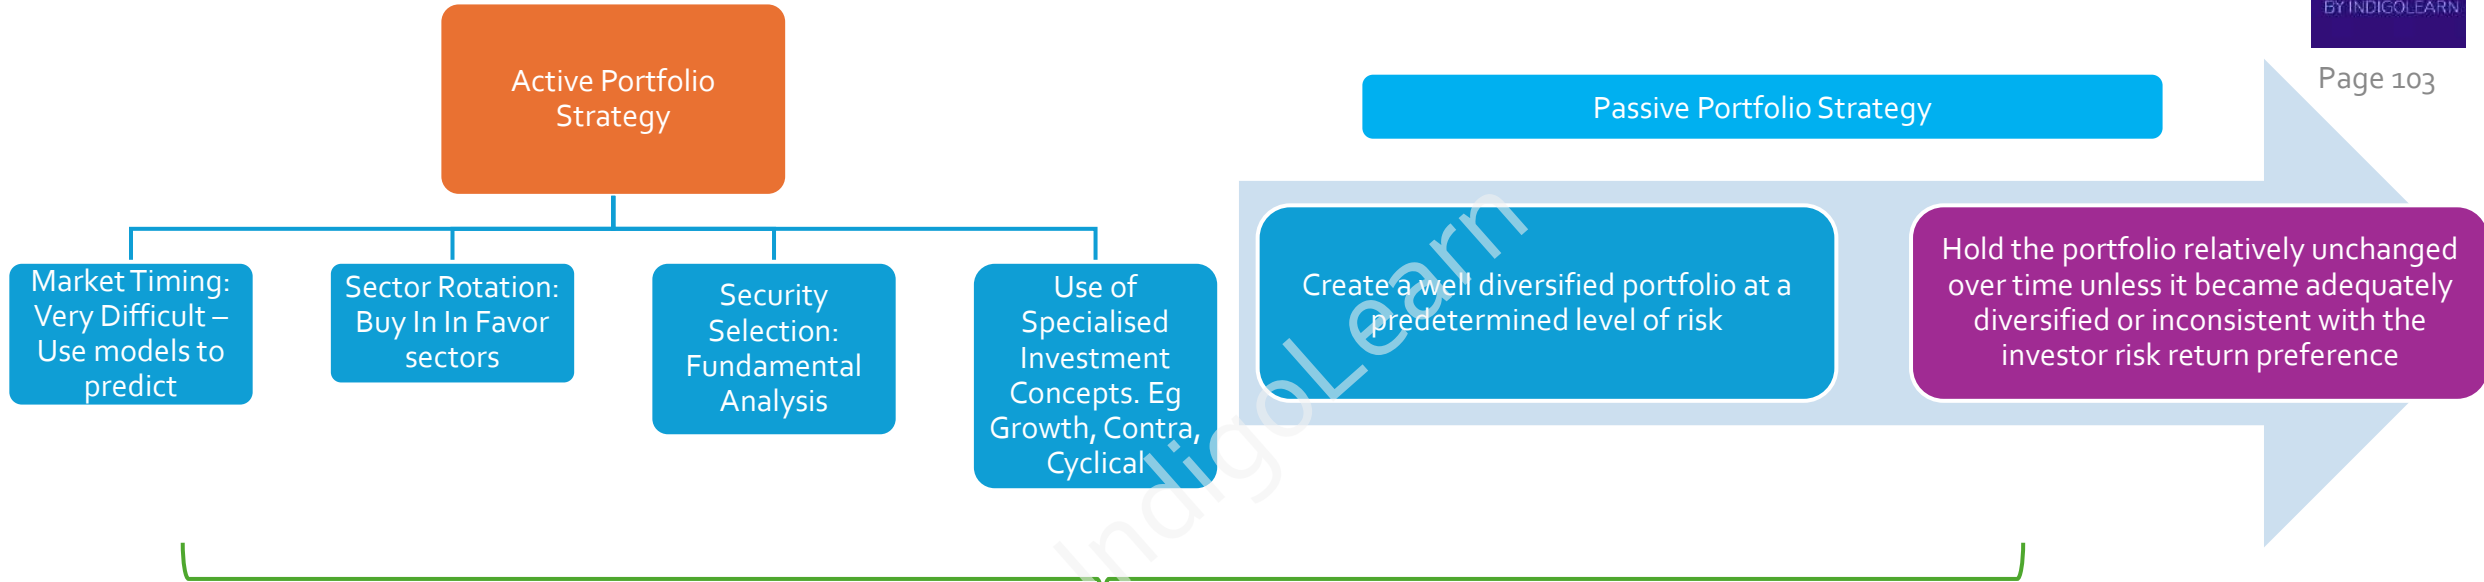 BY INDIGOLEARN
Page 103
Active Portfolio
Strategy
Market Timing:
Very Difficult –
Use models to
predict
Sector Rotation:
Buy In In Favor
sectors
Security
Selection:
Fundamental
Analysis
Use of
Specialised
Investment
Concepts. Eg
Growth, Contra,
Cyclical
Passive Portfolio Strategy
Create a well diversified portfolio at a
predetermined level of risk
Hold the portfolio relatively unchanged
over time unless it became adequately
diversified or inconsistent with the
investor risk return preference
IndigoLearn